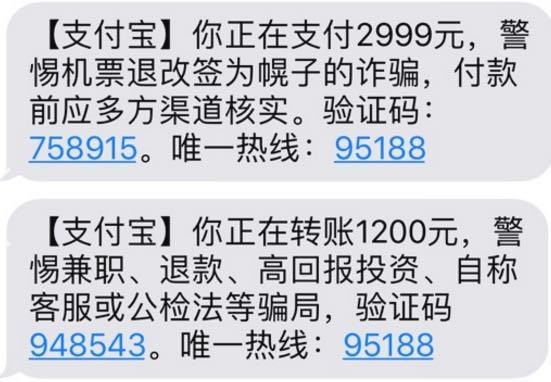 【支付宝】你正在支付2999元，警
惕机票退改签为幌子的诈骗，付款
前应多方渠道核实。验证码：
758915。唯一热线：95188
【支付宝】你正在转账1200元，警
惕兼职、退款、高回报投资、自称
客服或公检法等骗局，验证码
948543。唯一热线：95188